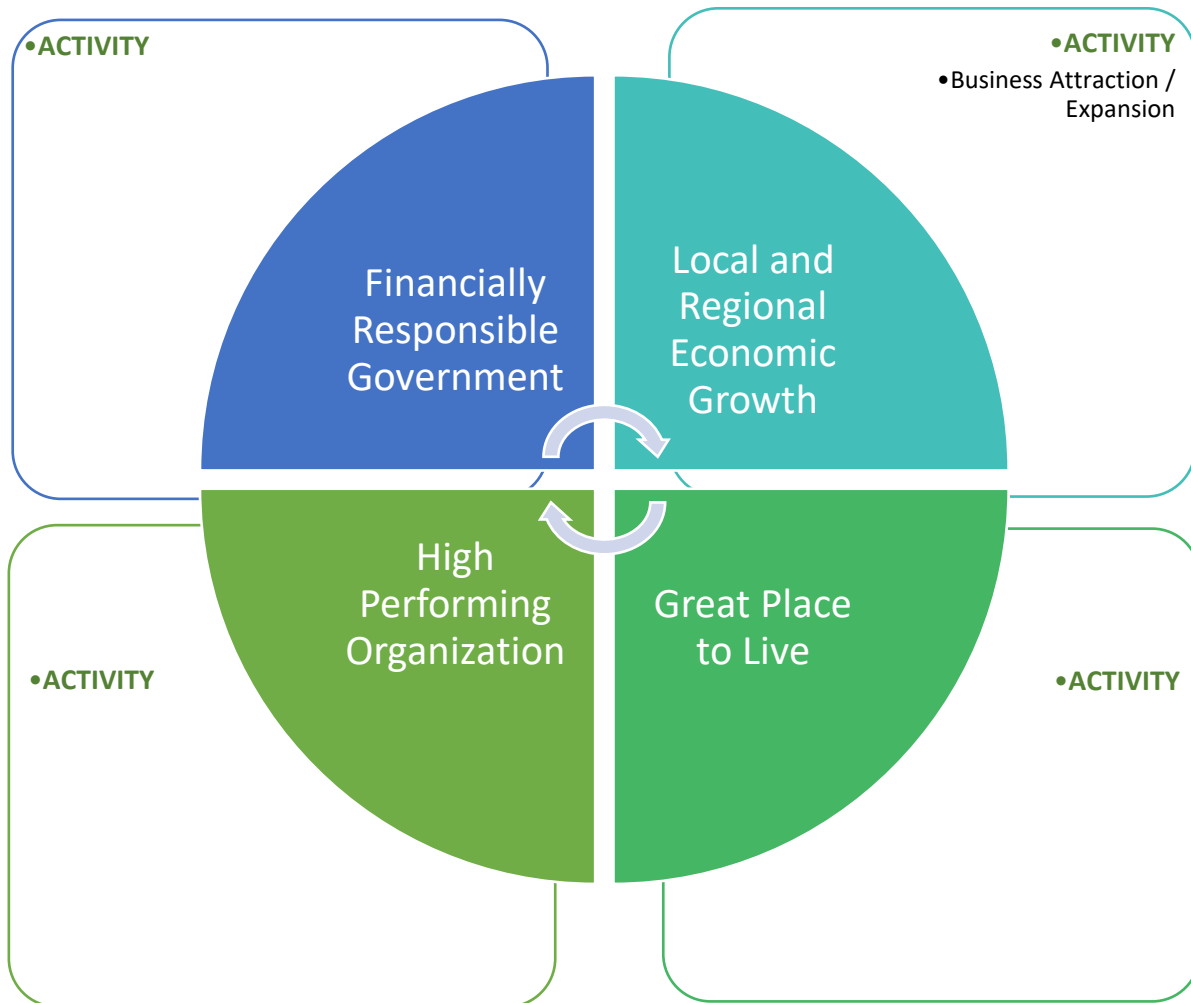 •ACTIVITY
•ACTIVITY
•Business Attraction /
Expansion
Financially
Responsible
Government
Local and
Regional
Economic
Growth
High
Performing
Organization
Great Place
to Live
•ACTIVITY
•ACTIVITY